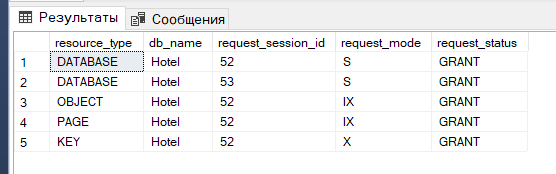 Результаты Сообщения
resource_type db_name request_session_id request_mode request_status
1 DATABASE Hotel 52 S GRANT
2 DATABASE Hotel 53 S GRANT
3 OBJECT Hotel 52 IX GRANT
4 PAGE Hotel 52 IX GRANT
5 KEY Hotel 52 X GRANT